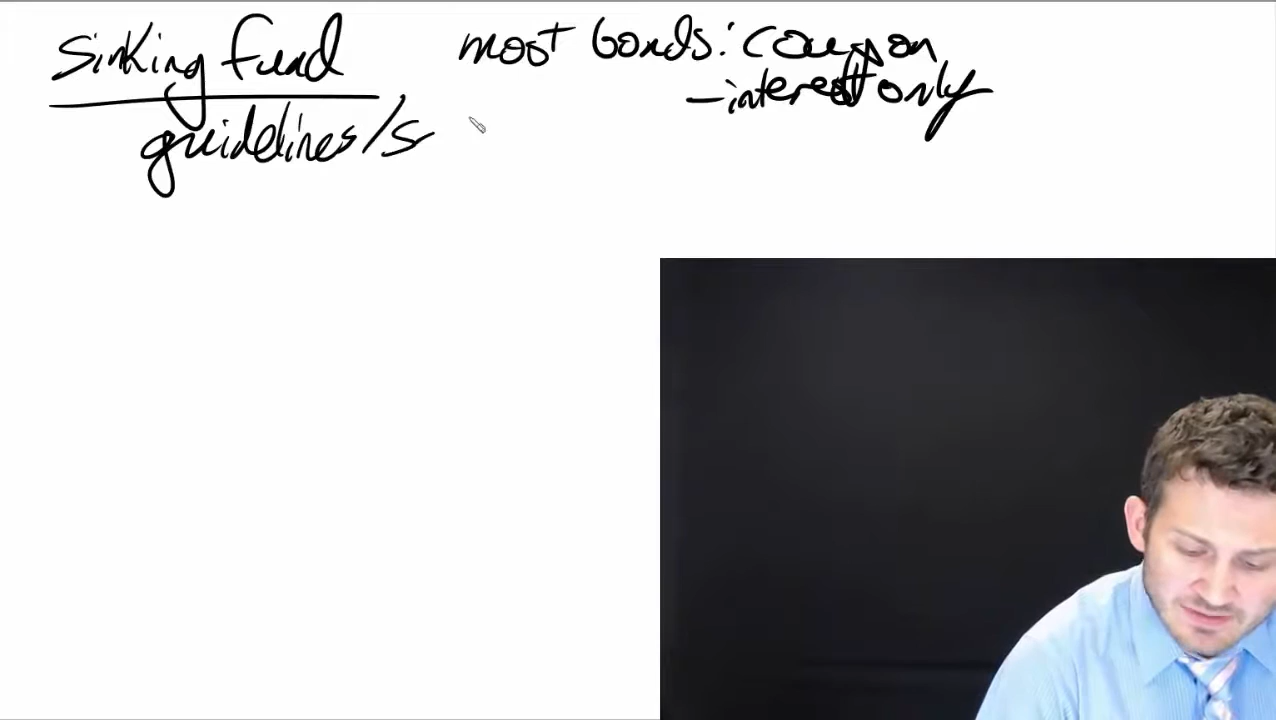 Sinking fund
guidelines/s
most bonds: coupon
- interest only